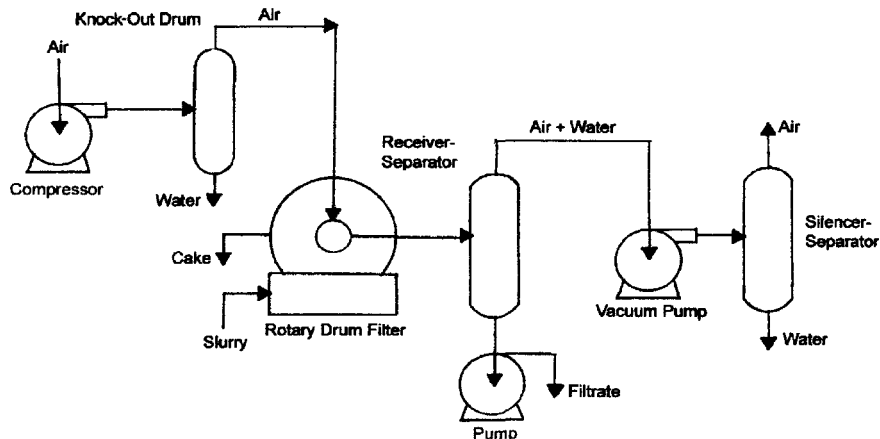 Knock-Out Drum
Air
Air
Compressor
Water
Receiver-
Separator
Air + Water
Air
Cake
Slurry
Rotary Drum Filter
Vacuum Pump
Silencer-
Separator
Water
Filtrate
Pump